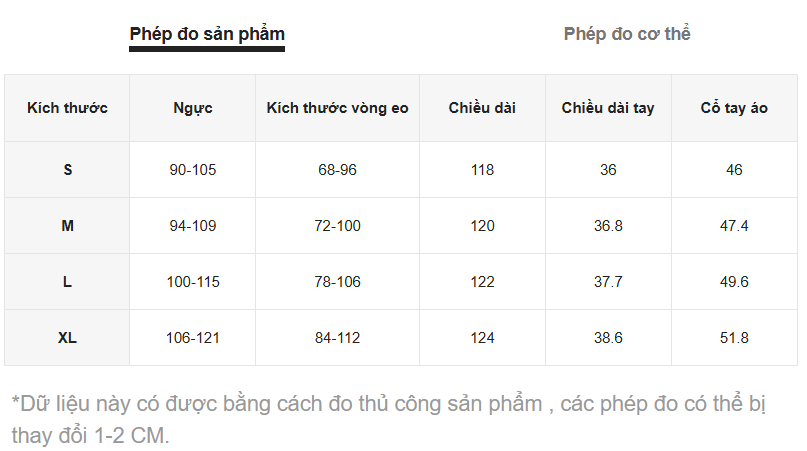 Phép đo sản phẩm Phép đo cơ thể
Kích thước Ngực Kích thước vòng eo Chiều dài Chiều dài tay Cổ tay áo
S 90-105 68-96 118 36 46
M 94-109 72-100 120 36.8 47.4
L 100-115 78-106 122 37.7 49.6
XL 106-121 84-112 124 38.6 51.8
*Dữ liệu này có được bằng cách đo thủ công sản phẩm , các phép đo có thể bị
thay đổi 1-2 CM.